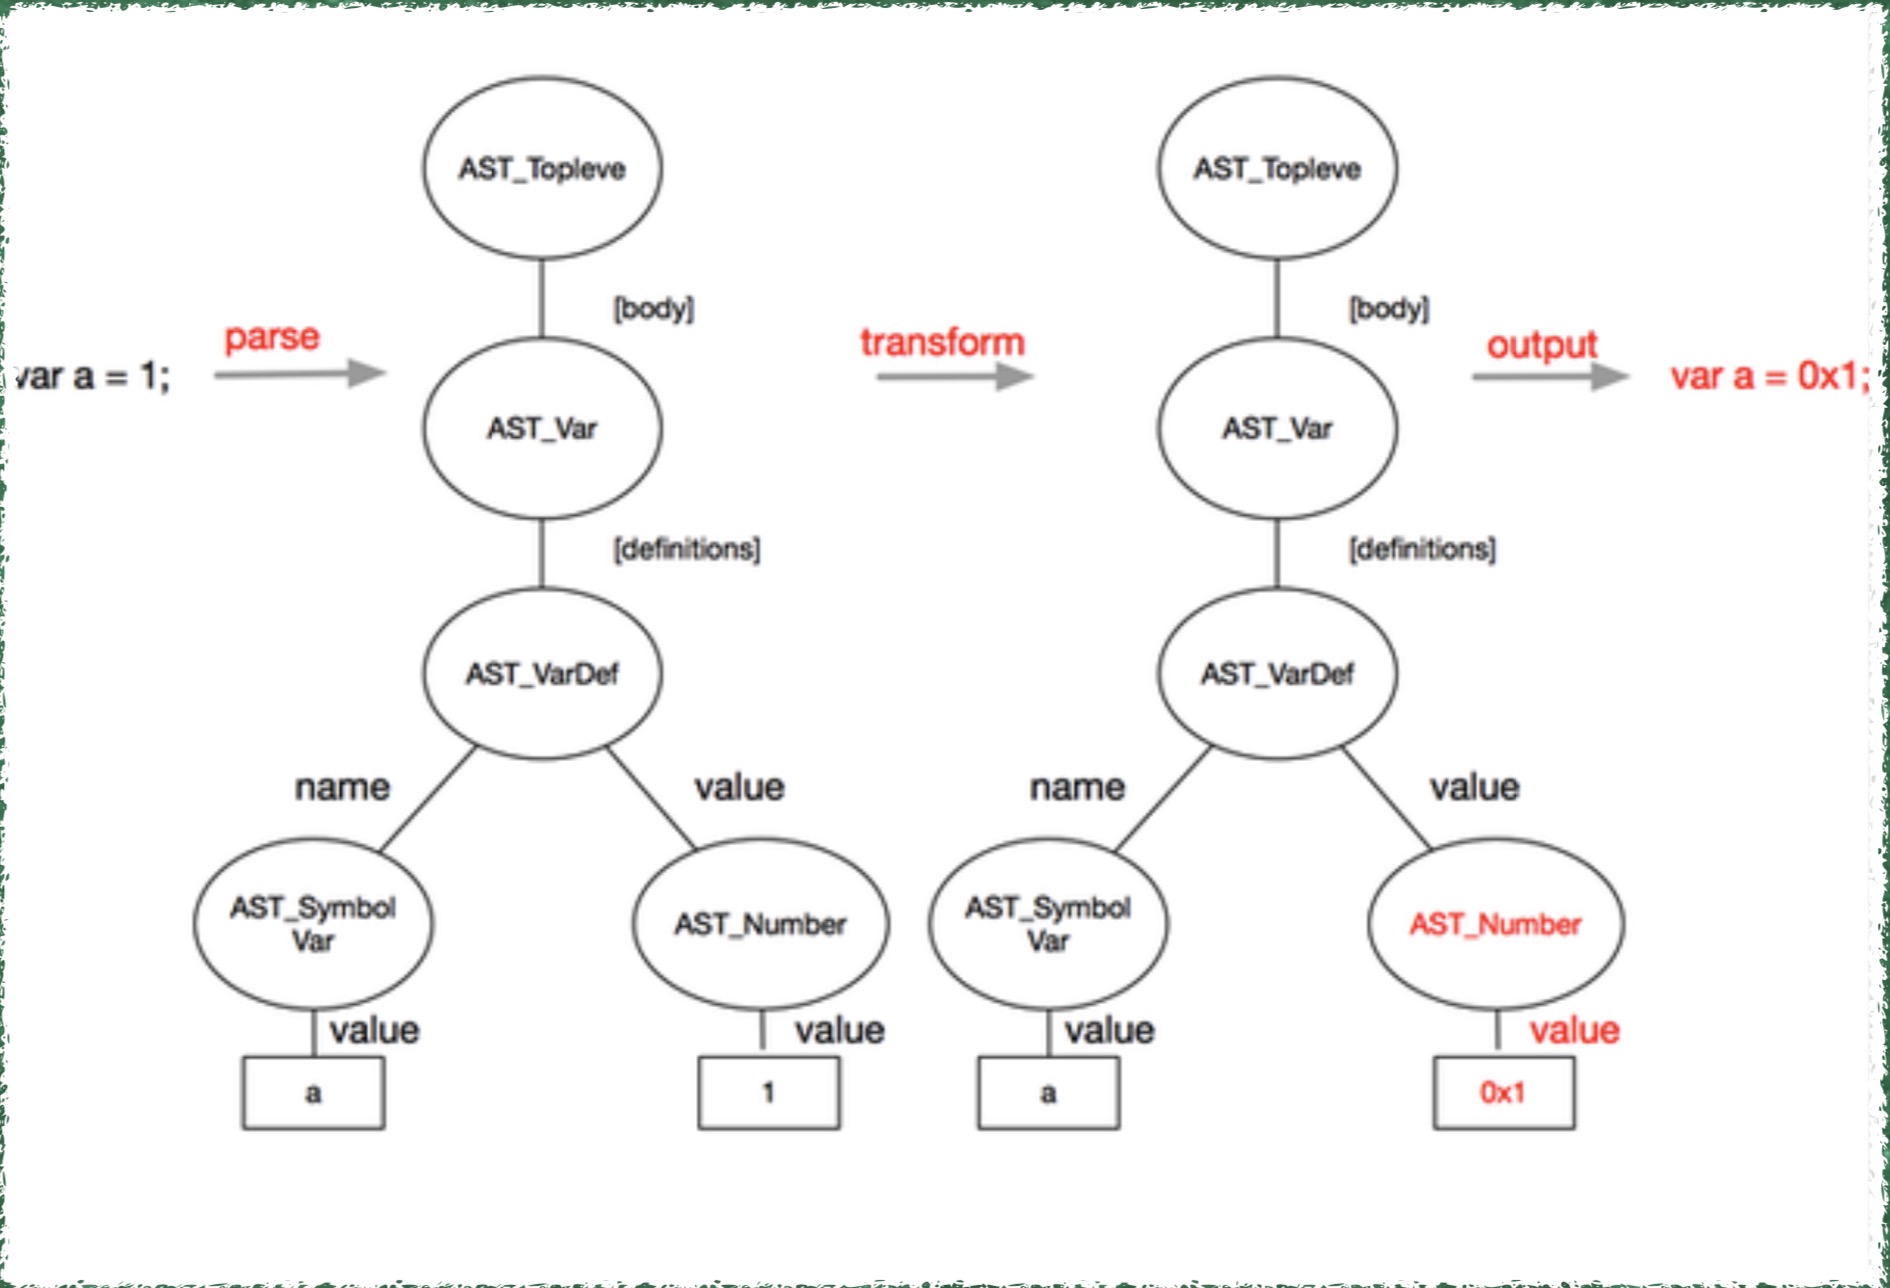 AST_Topleve
AST_Topleve
[body]
[body]
parse
transform
output
var a = 1;
var a = 0x1;
AST_Var
AST_Var
[definitions]
[definitions]
AST_VarDef
AST_VarDef
name
value
name
value
AST_Symbol
Var
AST_Number
AST_Symbol
Var
AST_Number
value
value
value
value
a
1
a
0x1